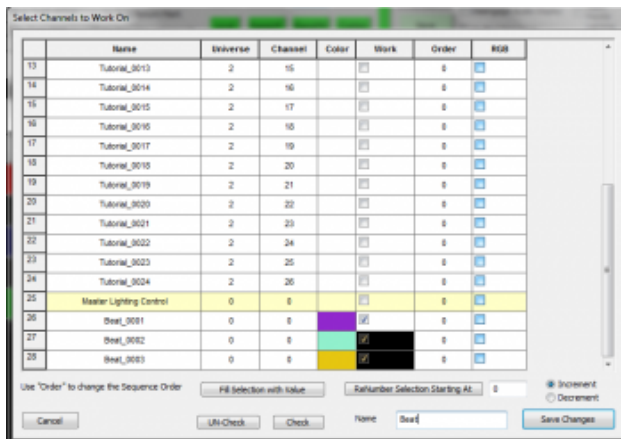 Select Channels to Work On
Name Universe Channel Color Work Order RGB
13 Tutorial_0013 2 15 0
14 Tutorial_0014 2 16 0
15 Tutorial_0015 2 17 0
16 Tutorial_0016 2 18 0
17 Tutorial_0017 2 19 0
18 Tutorial_0018 2 20 0
19 Tutorial_0019 2 21 0
20 Tutorial_0020 2 22 0
21 Tutorial_0021 2 23 0
22 Tutorial_0022 2 24 0
23 Tutorial_0023 2 25 0
24 Tutorial_0024 2 26 0
25 Master Lighting Control 0 0 0
26 Beat_0001 0 0 0
27 Beat_0002 0 0 0
28 Beat_0003 0 0 0
Use "Order" to change the Sequence Order Fill Selection with Value ReNumber Selection Starting At: 0 Increment
Decrement
Cancel UN-Check Check Name Beat Save Changes